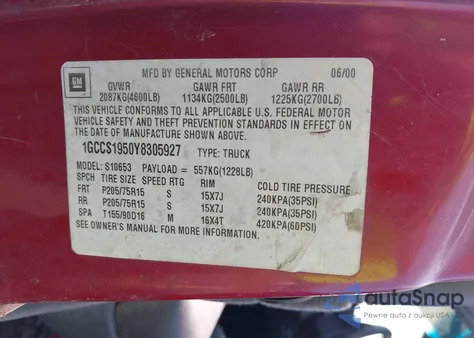 GM MFD BY GENERAL MOTORS CORP 06/00
GVWR GAWR FRT GAWR RR
2087KG(4600LB) 1134KG(2500LB) 1225KG(2700LB)
THIS VEHICLE CONFORMS TO ALL APPLICABLE U.S. FEDERAL MOTOR
VEHICLE SAFETY AND THEFT PREVENTION STANDARDS IN EFFECT ON
THE DATE OF MANUFACTURE SHOWN ABOVE.
1GCCS1950Y8305927 TYPE: TRUCK
MODEL: S10653 PAYLOAD = 557KG(1228LB)
SPCH TIRE SIZE SPEED RTG RIM COLD TIRE PRESSURE
FRT P205/75R15 S 15X7J 240KPA(35PSI)
RR P205/75R15 S 15X7J 240KPA(35PSI)
SPA T155/90D16 M 16X4T 420KPA(60PSI)
SEE OWNER'S MANUAL FOR MORE INFORMATION.
autoSnap
Pewne auta z aukcji USA